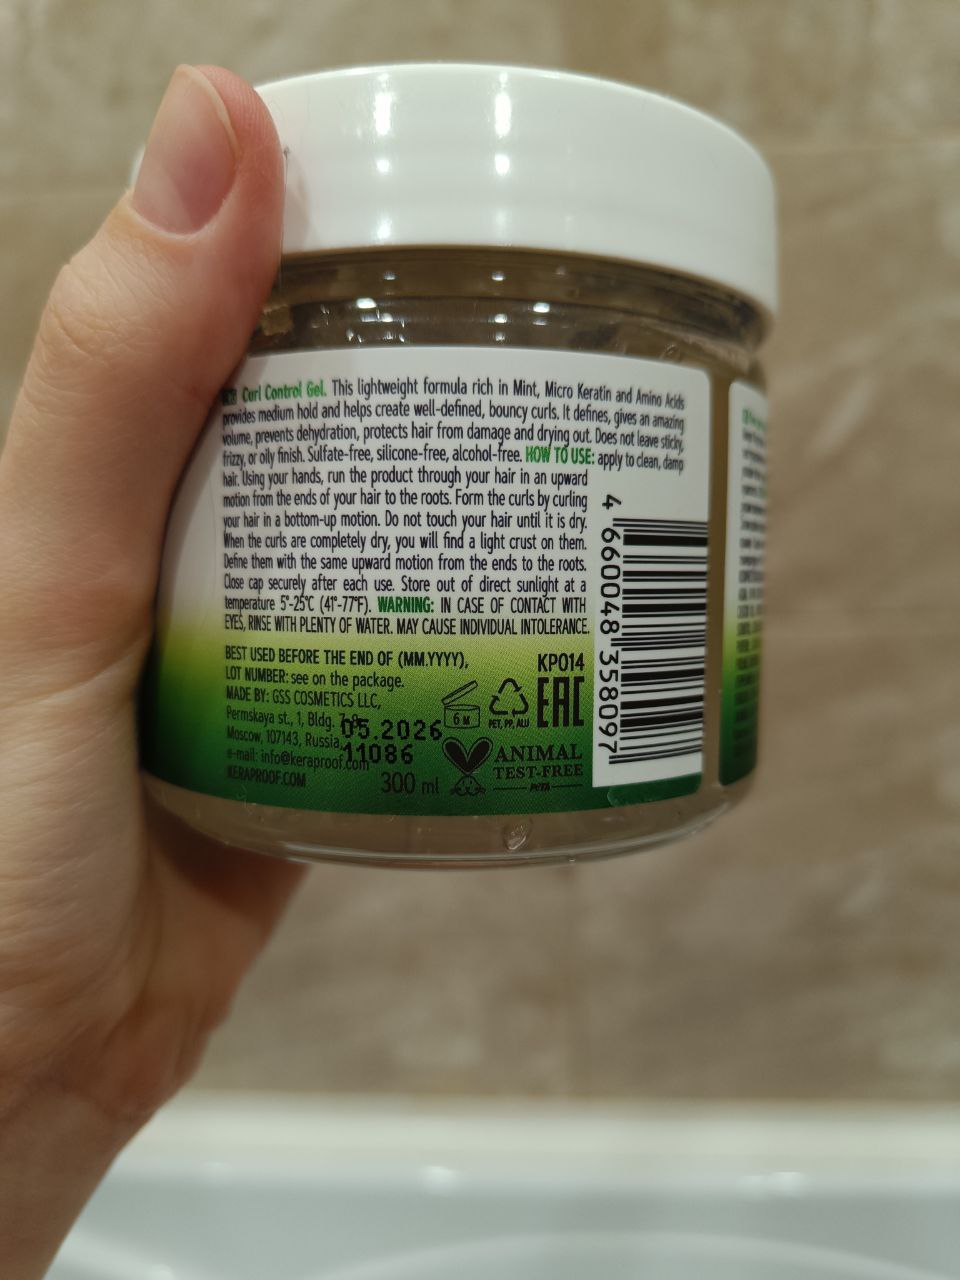 Curl Control Gel. This lightweight formula rich in Mint, Micro Keratin and Amino Acids
provides medium hold and helps create well-defined, bouncy curls. It defines, gives an amazing
volume, prevents dehydration, protects hair from damage and drying out. Does not leave sticky,
frizzy, or oily finish. Sulfate-free, silicone-free, alcohol-free. HOW TO USE: apply to clean, damp
hair. Using your hands, run the product through your hair in an upward
motion from the ends of your hair to the roots. Form the curls by curling
your hair in a bottom-up motion. Do not touch your hair until it is dry.
When the curls are completely dry, you will find a light crust on them.
Define them with the same upward motion from the ends to the roots.
Close cap securely after each use. Store out of direct sunlight at a
temperature 5°-25°C (41°-77°F). WARNING: IN CASE OF CONTACT WITH
EYES, RINSE WITH PLENTY OF WATER. MAY CAUSE INDIVIDUAL INTOLERANCE.
BEST USED BEFORE THE END OF (MM.YYYY),
LOT NUMBER: see on the package.
MADE BY: GSS COSMETICS LLC,
Permskaya st., 1, Bldg.
Moscow, 107143, Russia,
e-mail: info@keraproof.com
KERAPROOF.COM
05.2026
11086
300 ml
6 м
PET, PP, ALU
KP014
EAC
ANIMAL
TEST-FREE
PETA
4 660048 358097